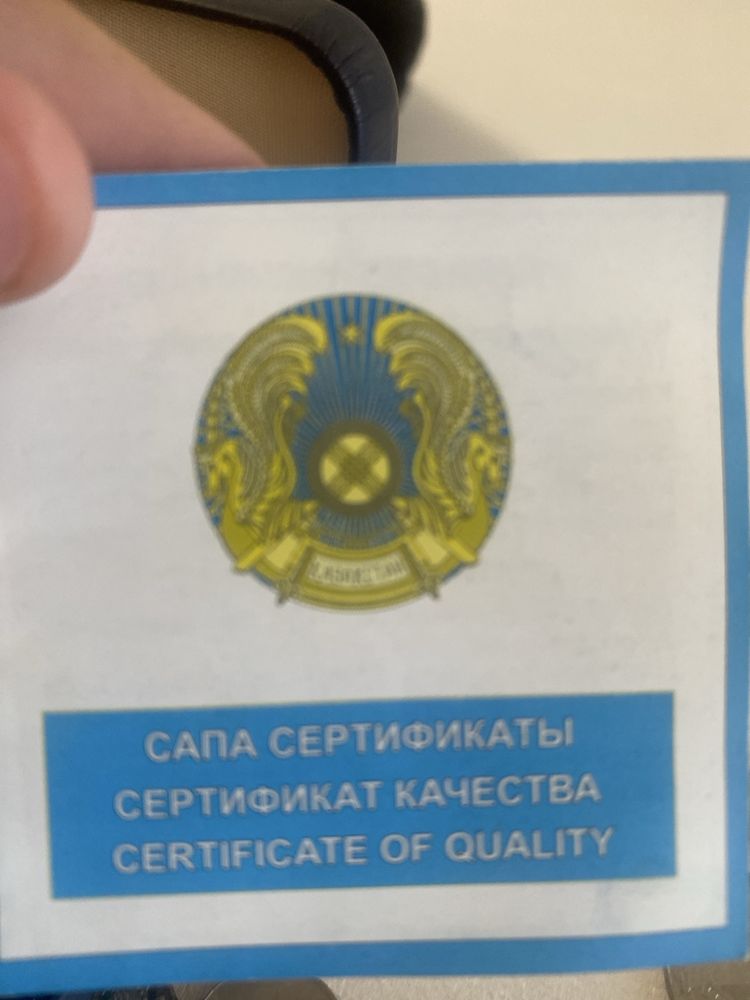 САПА СЕРТИФИКАТЫ
СЕРТИФИКАТ КАЧЕСТВА
CERTIFICATE OF QUALITY